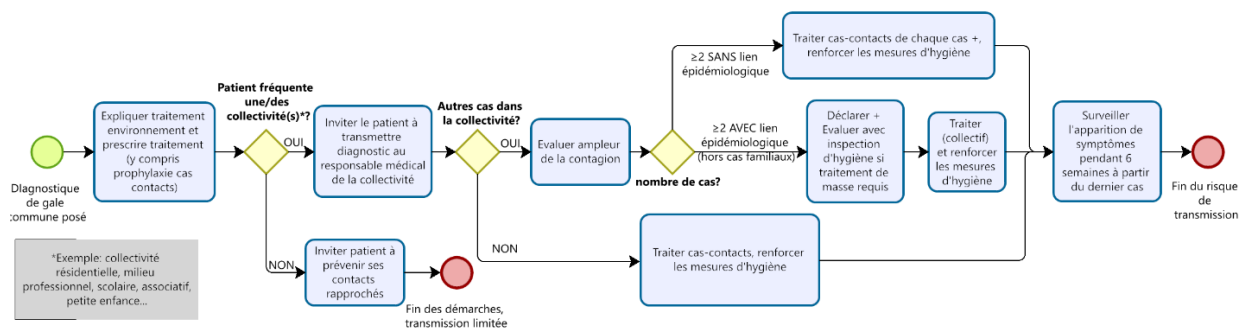 Diagnostique
de gale
commune posé
Expliquer traitement
environnement et
prescrire traitement
(y compris
prophylaxie cas
contacts)
Patient fréquente
une/des
collectivité(s)*?
OUI
NON
Inviter le patient à
transmettre
diagnostic au
responsable médical
de la collectivité
Inviter patient à
prévenir ses
contacts
rapprochés
Fin des démarches,
transmission limitée
Autres cas dans
la collectivité?
OUI
NON
Evaluer ampleur
de la contagion
nombre de cas?
≥2 SANS lien
épidémiologique
Traiter cas-contacts de chaque cas +,
renforcer les mesures d'hygiène
≥2 AVEC lien
épidémiologique
(hors cas familiaux)
Déclarer +
Evaluer avec
inspection
d'hygiène si
traitement de
masse requis
Traiter
(collectif)
et renforcer
les mesures
d'hygiène
Traiter cas-contacts, renforcer
les mesures d'hygiène
Surveiller
l'apparition de
symptômes
pendant 6
semaines à partir
du dernier cas
Fin du risque
de
transmission
*Exemple: collectivité
résidentielle, milieu
professionnel, scolaire, associatif,
petite enfance...